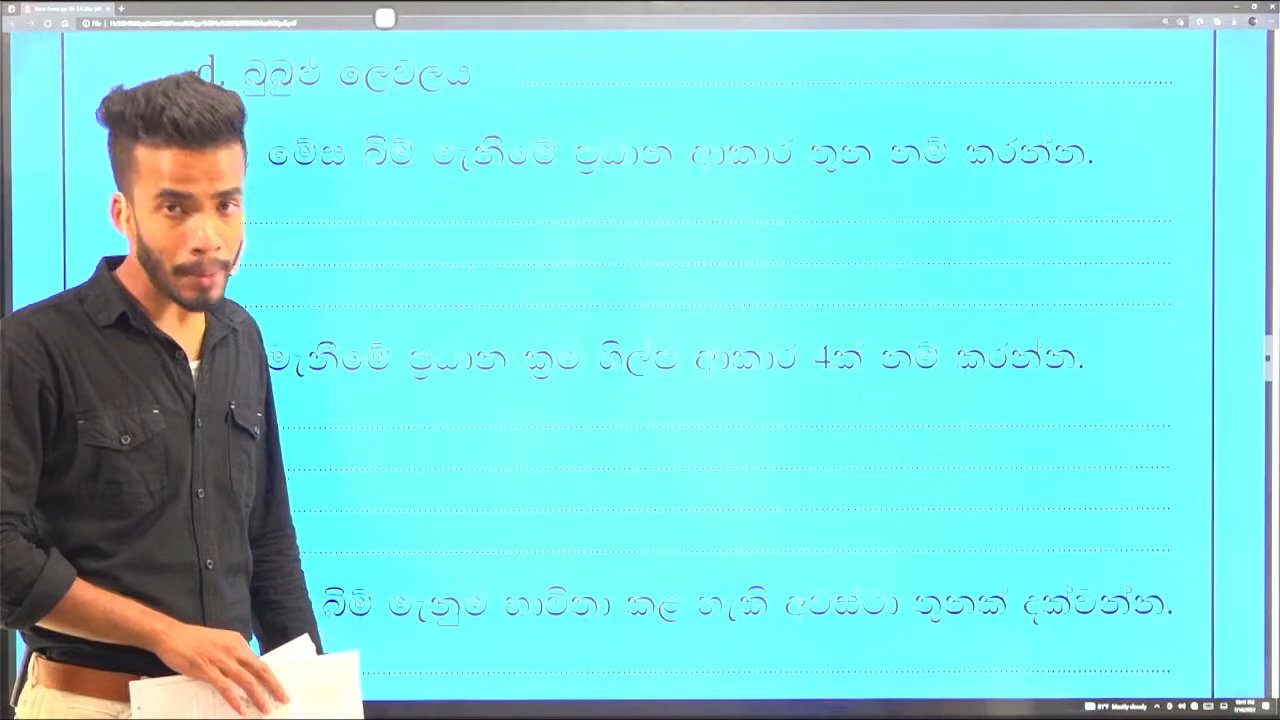 d. බුබුළු ලෙවලය
මේස බිම් මැනීමේ ප්‍රධාන ආකාර තුන නම් කරන්න.
මැනීමේ ප්‍රධාන ක්‍රම ශිල්ප ආකාර 4ක් නම් කරන්න.
බිම් මැනුම භාවිතා කළ හැකි අවස්ථා තුනක් දක්වන්න.